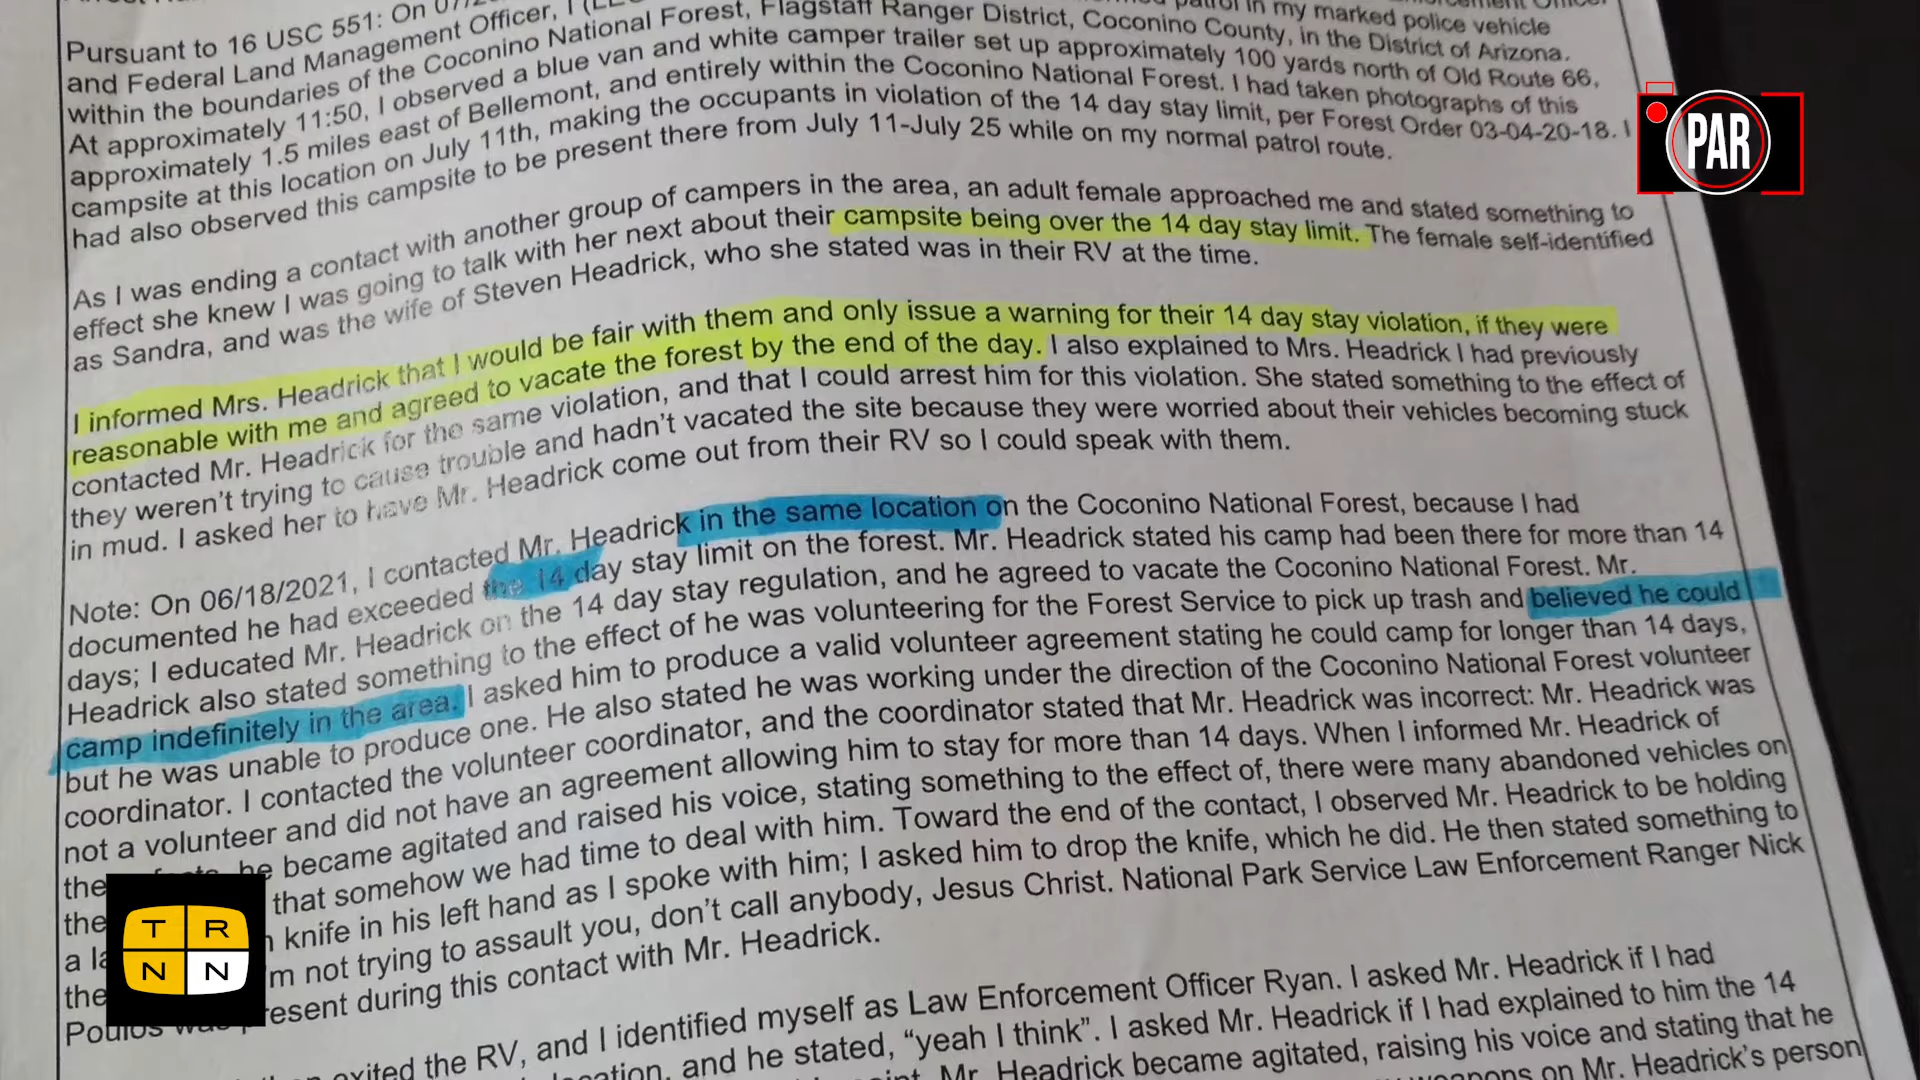 Pursuant to 16 USC 551: On
and Federal Land Management Officer, I patrol in my marked police vehicle
within the boundaries of the Coconino National Forest, Flagstaff Ranger District, Coconino County, in the District of Arizona.
At approximately 11:50, I observed a blue van and white camper trailer set up approximately 100 yards north of Old Route 66,
approximately 1.5 miles east of Bellemont, and entirely within the Coconino National Forest. I had taken photographs of this
campsite at this location on July 11th, making the occupants in violation of the 14 day stay limit, per Forest Order 03-04-20-18. I
had also observed this campsite to be present there from July 11-July 25 while on my normal patrol route.
As I was ending a contact with another group of campers in the area, an adult female approached me and stated something to
effect she knew I was going to talk with her next about their campsite being over the 14 day stay limit. The female self-identified
as Sandra, and was the wife of Steven Headrick, who she stated was in their RV at the time.
I informed Mrs. Headrick that I would be fair with them and only issue a warning for their 14 day stay violation, if they were
reasonable with me and agreed to vacate the forest by the end of the day. I also explained to Mrs. Headrick I had previously
contacted Mr. Headrick for the same violation, and that I could arrest him for this violation. She stated something to the effect of
they weren't trying to cause trouble and hadn't vacated the site because they were worried about their vehicles becoming stuck
in mud. I asked her to have Mr. Headrick come out from their RV so I could speak with them.
Note: On 06/18/2021, I contacted Mr. Headrick in the same location on the Coconino National Forest, because I had
documented he had exceeded the 14 day stay limit on the forest. Mr. Headrick stated his camp had been there for more than 14
days; I educated Mr. Headrick on the 14 day stay regulation, and he agreed to vacate the Coconino National Forest. Mr.
Headrick also stated something to the effect of he was volunteering for the Forest Service to pick up trash and believed he could
camp indefinitely in the area. I asked him to produce a valid volunteer agreement stating he could camp for longer than 14 days,
but he was unable to produce one. He also stated he was working under the direction of the Coconino National Forest volunteer
coordinator. I contacted the volunteer coordinator, and the coordinator stated that Mr. Headrick was incorrect: Mr. Headrick was
not a volunteer and did not have an agreement allowing him to stay for more than 14 days. When I informed Mr. Headrick of
the he became agitated and raised his voice, stating something to the effect of, there were many abandoned vehicles on
the that somehow we had time to deal with him. Toward the end of the contact, I observed Mr. Headrick to be holding
a knife in his left hand as I spoke with him; I asked him to drop the knife, which he did. He then stated something to
the I'm not trying to assault you, don't call anybody, Jesus Christ. National Park Service Law Enforcement Ranger Nick
Poulos was present during this contact with Mr. Headrick.
exited the RV, and I identified myself as Law Enforcement Officer Ryan. I asked Mr. Headrick if I had
location, and he stated, "yeah I think". I asked Mr. Headrick if I had explained to him the 14
Mr. Headrick became agitated, raising his voice and stating that he
weapons on Mr. Headrick's person
PAR
T R
N N